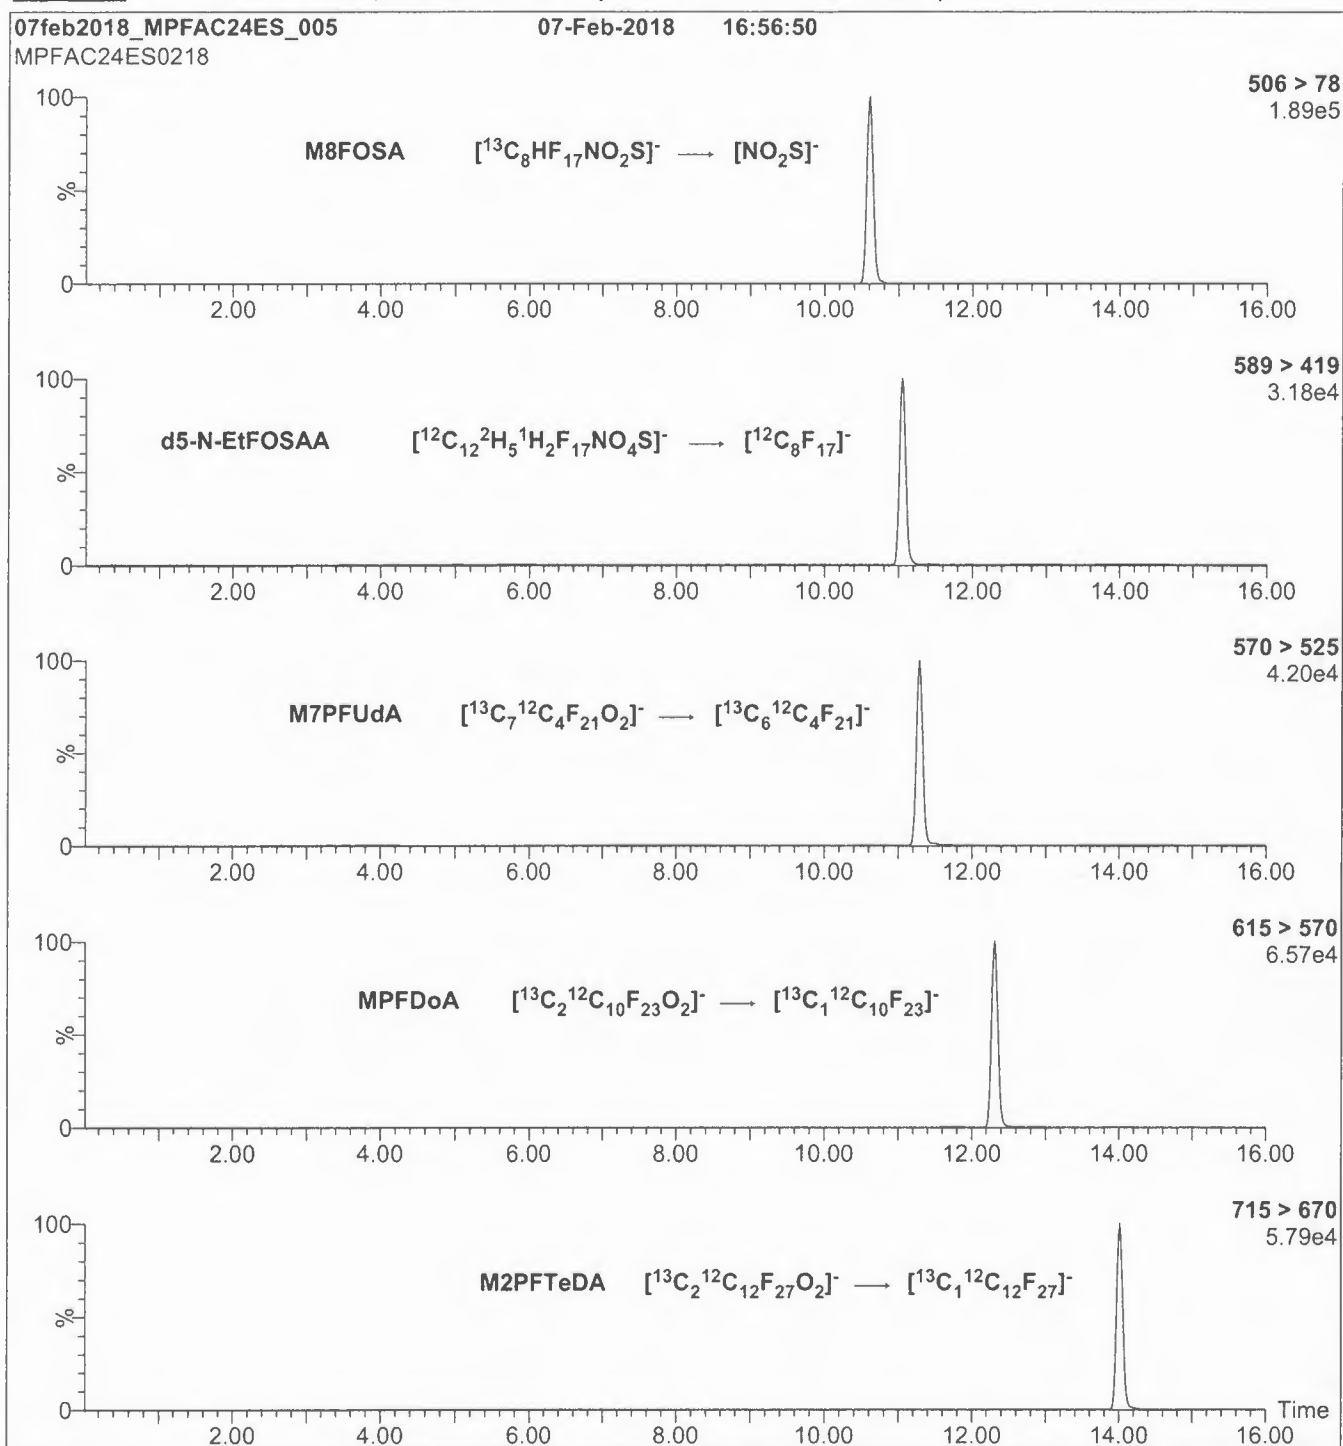 07feb2018_MPFAC24ES_005 07-Feb-2018 16:56:50
MPFAC24ES0218
506 > 78
1.89e5
100
M8FOSA [¹³C₈HF₁₇NO₂S]⁻ → [NO₂S]⁻
%
0
2.00 4.00 6.00 8.00 10.00 12.00 14.00 16.00
589 > 419
3.18e4
100
d5-N-EtFOSAA [¹²C₁₂²H₅¹H₂F₁₇NO₄S]⁻ → [¹²C₈F₁₇]⁻
%
0
2.00 4.00 6.00 8.00 10.00 12.00 14.00 16.00
570 > 525
4.20e4
100
M7PFUdA [¹³C₇¹²C₄F₂₁O₂]⁻ → [¹³C₆¹²C₄F₂₁]⁻
%
0
2.00 4.00 6.00 8.00 10.00 12.00 14.00 16.00
615 > 570
6.57e4
100
MPFDoA [¹³C₂¹²C₁₀F₂₃O₂]⁻ → [¹³C₁¹²C₁₀F₂₃]⁻
%
0
2.00 4.00 6.00 8.00 10.00 12.00 14.00 16.00
715 > 670
5.79e4
100
M2PFTeDA [¹³C₂¹²C₁₂F₂₇O₂]⁻ → [¹³C₁¹²C₁₂F₂₇]⁻
%
0
Time
2.00 4.00 6.00 8.00 10.00 12.00 14.00 16.00